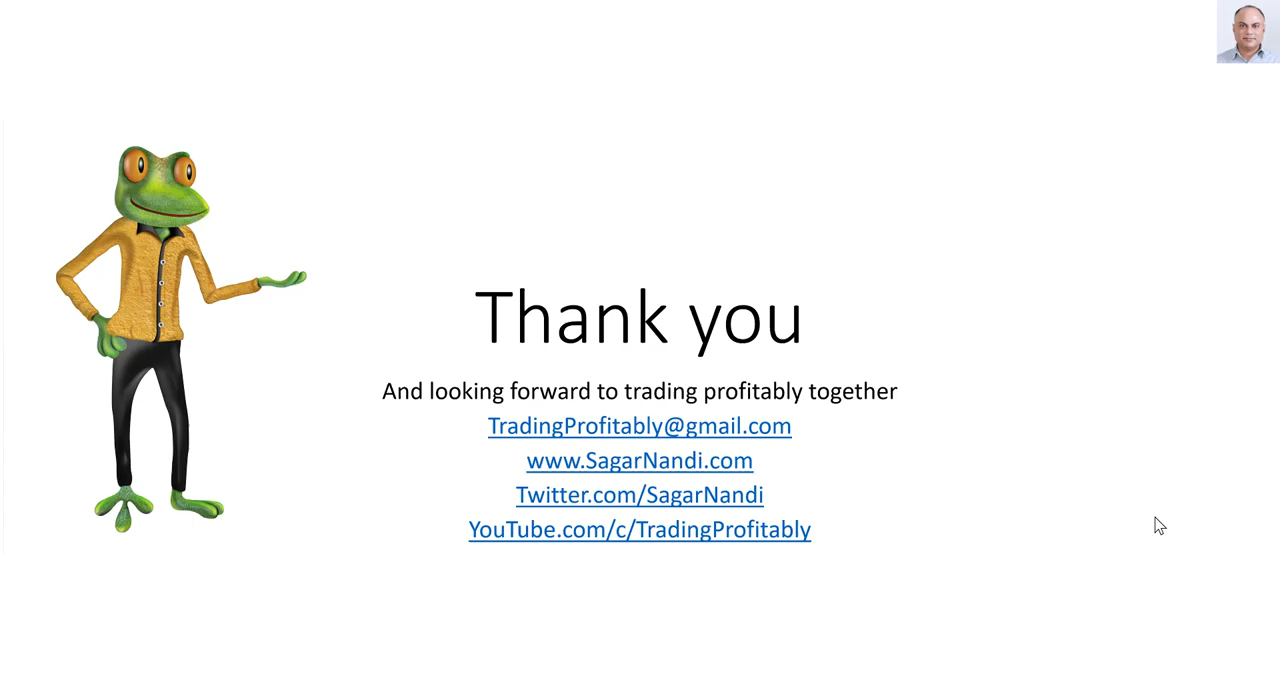 Thank you
And looking forward to trading profitably together
TradingProfitably@gmail.com
www.SagarNandi.com
Twitter.com/SagarNandi
YouTube.com/c/TradingProfitably